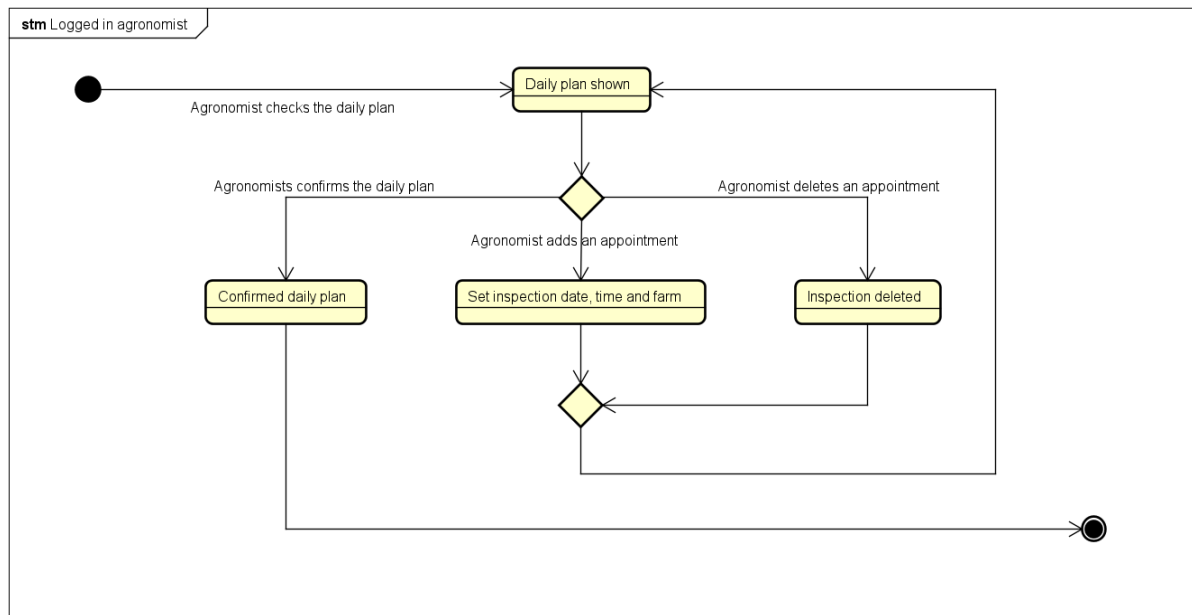 stm Logged in agronomist
Daily plan shown
Agronomist checks the daily plan
Agronomists confirms the daily plan
Agronomist deletes an appointment
Agronomist adds an appointment
Confirmed daily plan
Set inspection date, time and farm
Inspection deleted